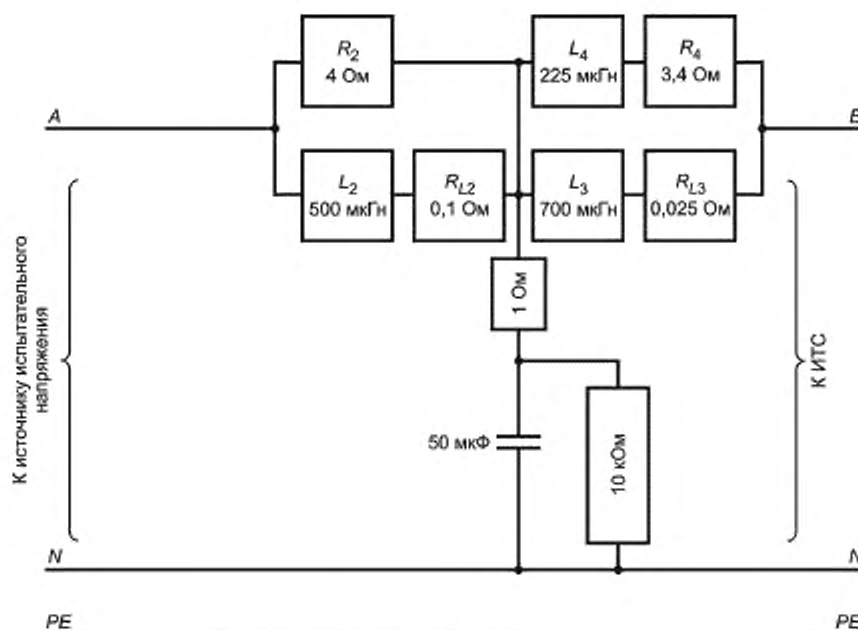 R2
4 Ом
L4
225 мкГн
R4
3,4 Ом
A
L2
500 мкГн
RL2
0,1 Ом
L3
700 мкГн
RL3
0,025 Ом
1 Ом
К источнику испытательного
напряжения
К ИТС
50 мкФ
10 кОм
N
N
PE
PE